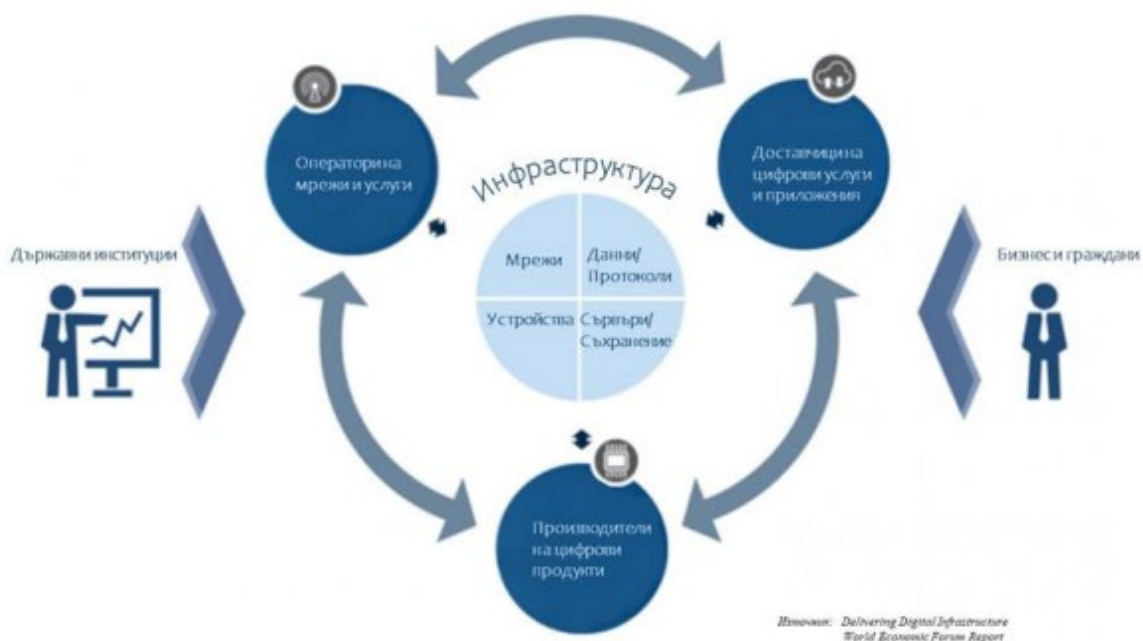 Оператори на
мрежи и услуги
Доставчици на
цифрови услуги
и приложения
Инфраструктура
Мрежи
Данни/
Протоколи
Устройства
Сървъри/
Съхранение
Държавни институции
Бизнес и граждани
Производители
на цифрови
продукти
Източник: Delivering Digital Infrastructure
World Economic Forum Report